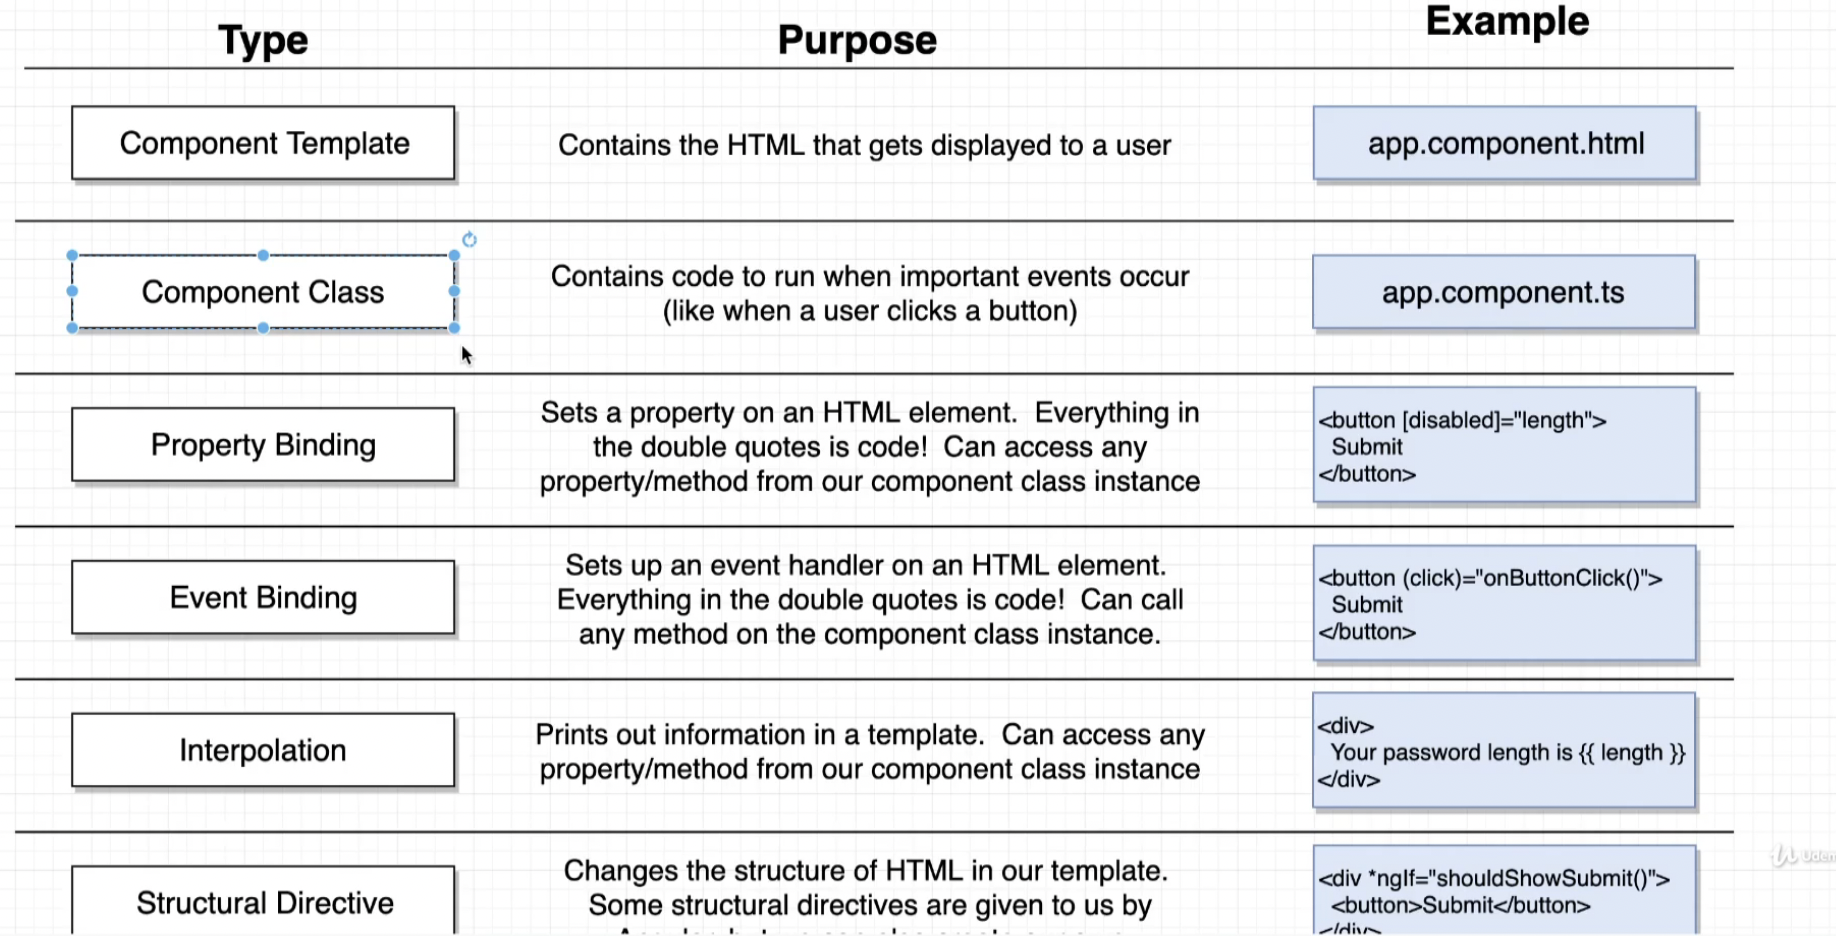 Type
Purpose
Example
Component Template
Contains the HTML that gets displayed to a user
app.component.html
Component Class
Contains code to run when important events occur
(like when a user clicks a button)
app.component.ts
Property Binding
Sets a property on an HTML element.  Everything in
the double quotes is code!  Can access any
property/method from our component class instance
<button [disabled]="length">
Submit
</button>
Event Binding
Sets up an event handler on an HTML element.
Everything in the double quotes is code!  Can call
any method on the component class instance.
<button (click)="onButtonClick()">
Submit
</button>
Interpolation
Prints out information in a template.  Can access any
property/method from our component class instance
<div>
Your password length is {{ length }}
</div>
Structural Directive
Changes the structure of HTML in our template.
Some structural directives are given to us by
<div *ngIf="shouldShowSubmit()">
<button>Submit</button>
</div>